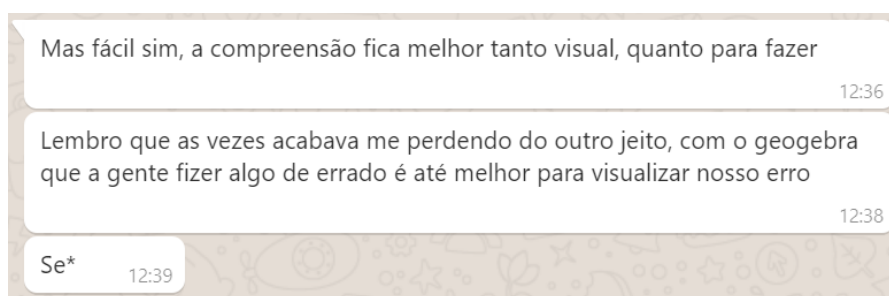 Mas fácil sim, a compreensão fica melhor tanto visual, quanto para fazer
12:36
Lembro que as vezes acabava me perdendo do outro jeito, com o geogebra
que a gente fizer algo de errado é até melhor para visualizar nosso erro
12:38
Se*
12:39